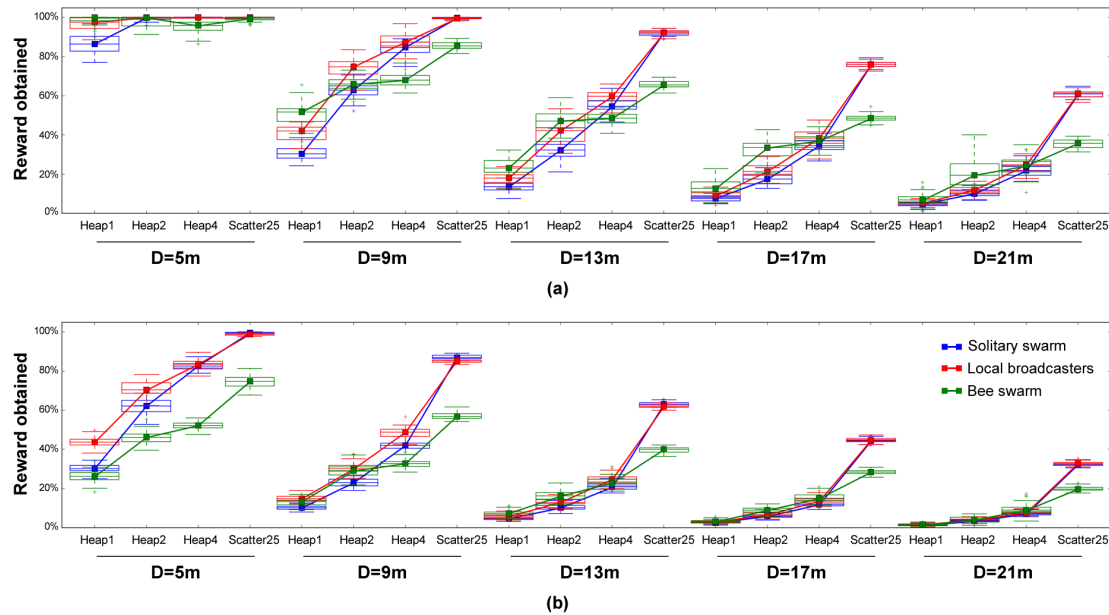 Reward obtained
100%
80%
60%
40%
20%
0%
Heap1 Heap2 Heap4 Scatter25 Heap1 Heap2 Heap4 Scatter25 Heap1 Heap2 Heap4 Scatter25 Heap1 Heap2 Heap4 Scatter25 Heap1 Heap2 Heap4 Scatter25
D=5m D=9m D=13m D=17m D=21m
(a)
Reward obtained
100%
80%
60%
40%
20%
0%
Solitary swarm
Local broadcasters
Bee swarm
Heap1 Heap2 Heap4 Scatter25 Heap1 Heap2 Heap4 Scatter25 Heap1 Heap2 Heap4 Scatter25 Heap1 Heap2 Heap4 Scatter25 Heap1 Heap2 Heap4 Scatter25
D=5m D=9m D=13m D=17m D=21m
(b)